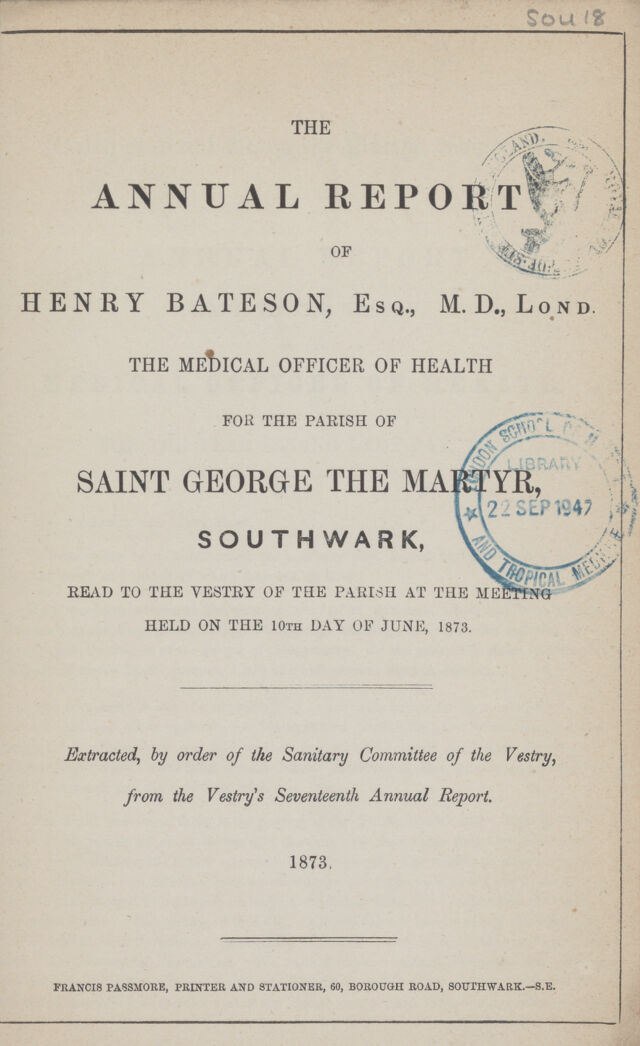 SOU 18
THE
ANNUAL REPORT
OF
HENRY BATESON, ESQ., M. D., LOND.
THE MEDICAL OFFICER OF HEALTH
FOR THE PARISH OF
SAINT GEORGE THE MARTYR,
SOUTHWARK,
READ TO THE VESTRY OF THE PARISH AT THE MEETING
HELD ON THE 10TH DAY OF JUNE, 1873.
LIBRARY
22 SEP 1947
AND TROPICAL
Extracted, by order of the Sanitary Committee of the Vestry,
from the Vestry's Seventeenth Annual Report.
1873.
FRANCIS PASSMORE, PRINTER AND STATIONER, 60, BOROUGH ROAD, SOUTHWARK.—S.E.